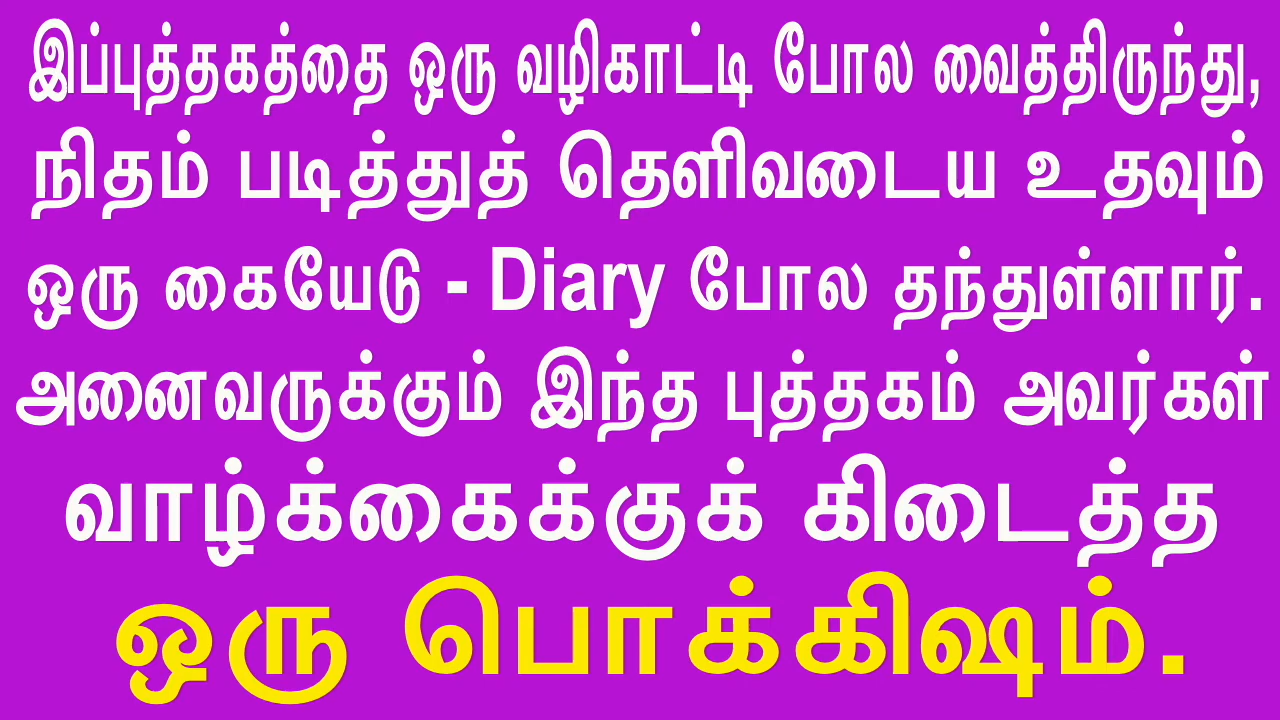 இப்புத்தகத்தை ஒரு வழிகாட்டி போல வைத்திருந்து,
நிதம் படித்துத் தெளிவடைய உதவும்
ஒரு கையேடு - Diary போல தந்துள்ளார்.
அனைவருக்கும் இந்த புத்தகம் அவர்கள்
வாழ்க்கைக்குக் கிடைத்த
ஒரு பொக்கிஷம்.